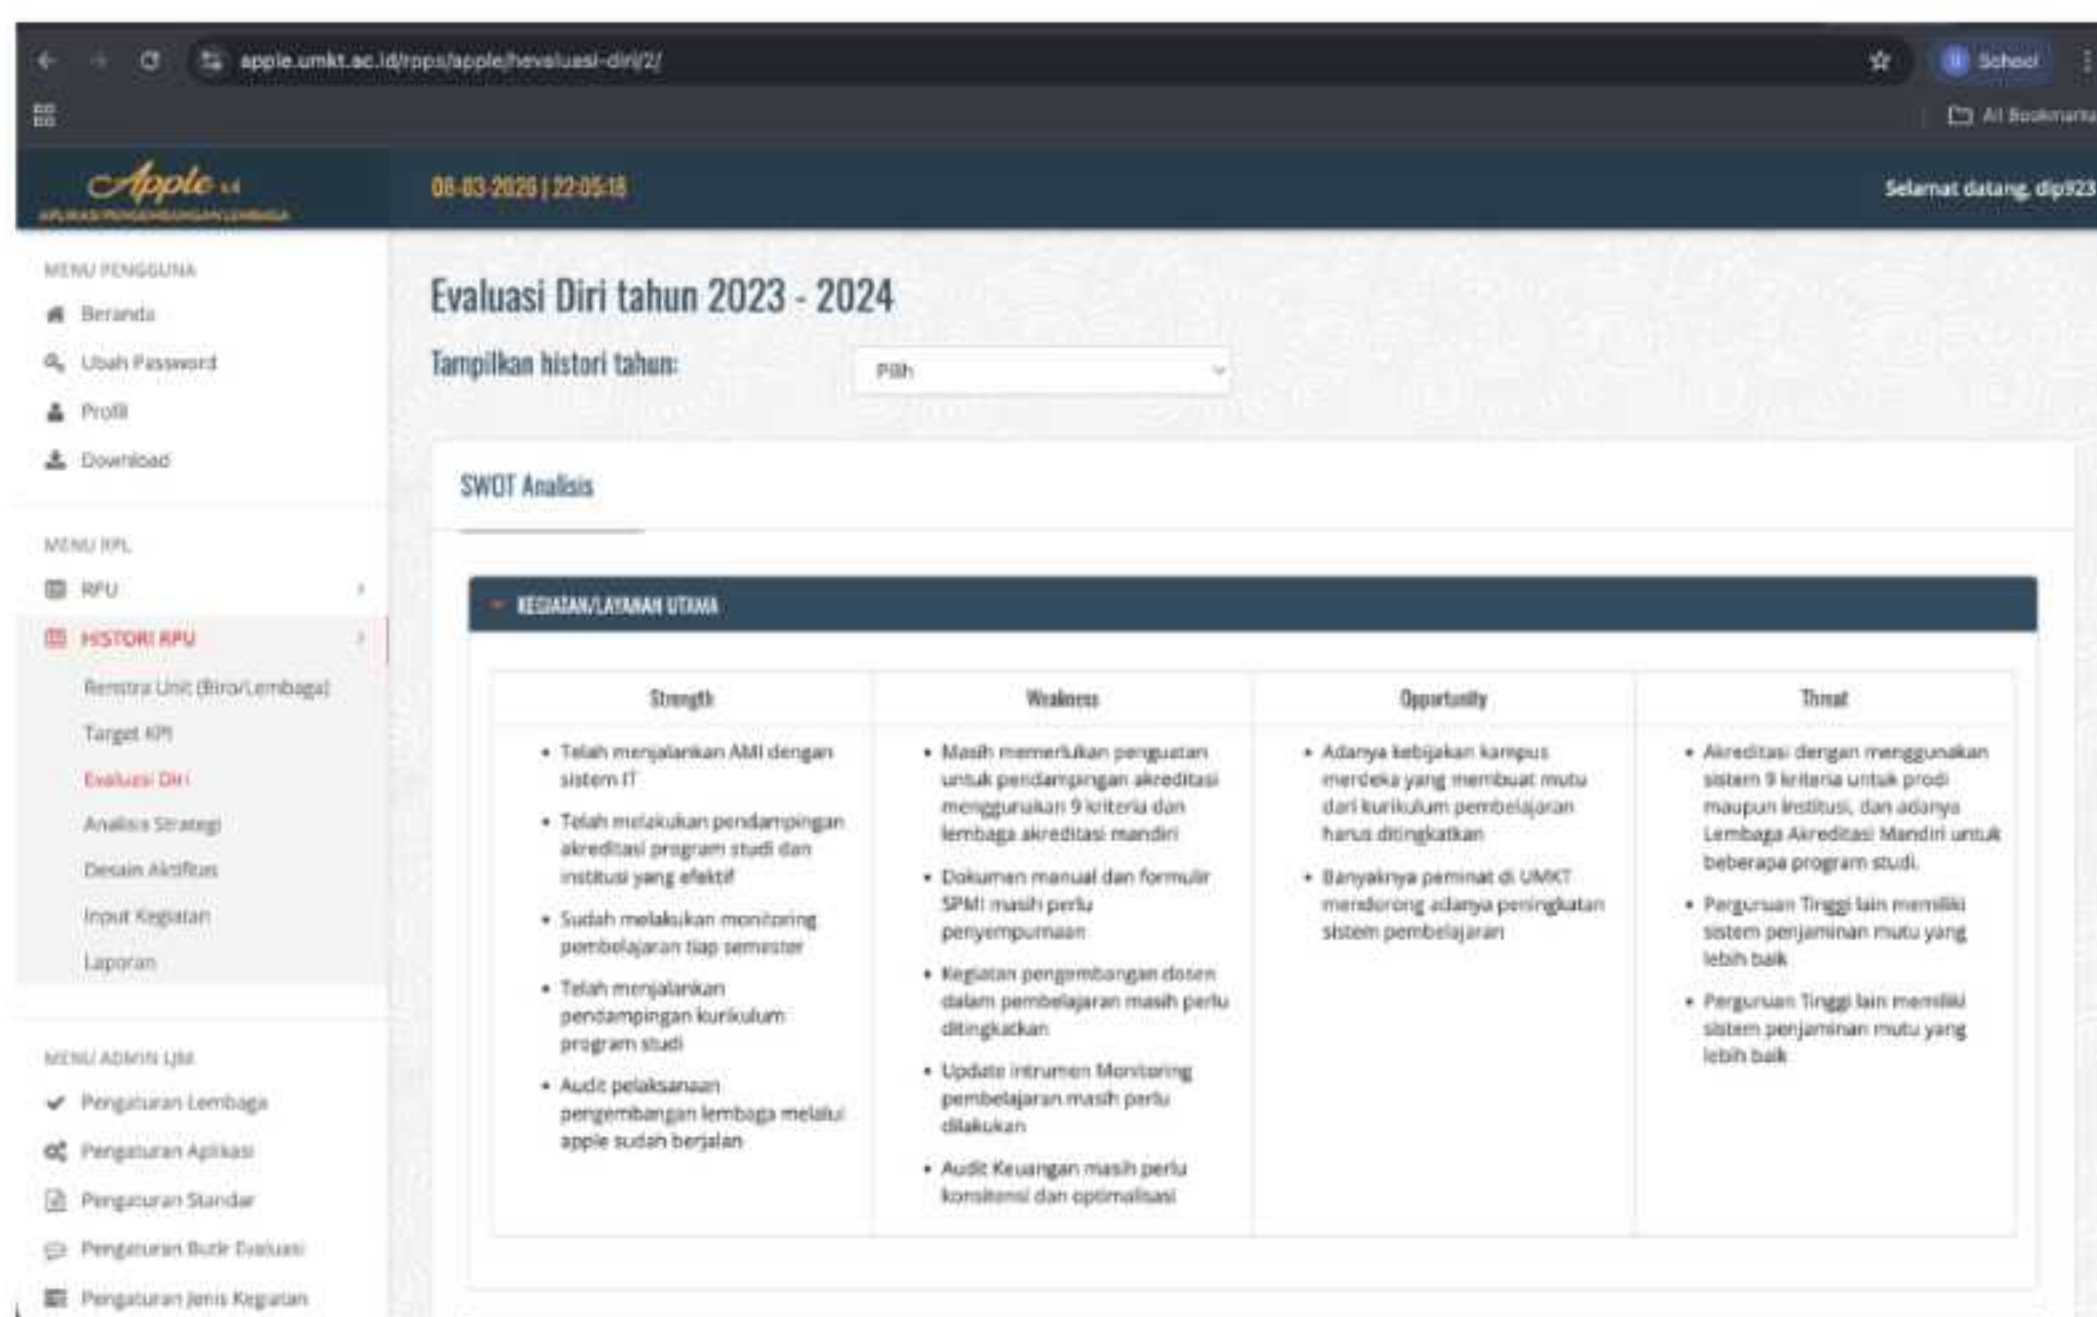 apple.umkt.ac.id/rpps/apple/hevaluasi-diri/2/
School
All Bookmarks
Apple
APLIKASI PENGEMBANGAN LEMBAGA
08-03-2026 | 22:05:18
Selamat datang, dip923
MENU PENGGUNA
Beranda
Ubah Password
Profil
Download
MENU RPL
RPU
HISTORI RPU
Renstra Unit (Biro/Lembaga)
Target KPI
Evaluasi Diri
Analisis Strategi
Desain Aktifitas
Input Kegiatan
Laporan
MENU ADMIN LJM
Pengaturan Lembaga
Pengaturan Aplikasi
Pengaturan Standar
Pengaturan Butir Evaluasi
Pengaturan Jenis Kegiatan
Evaluasi Diri tahun 2023 - 2024
Tampilkan histori tahun:
Pilih
SWOT Analisis
KEGIATAN/LAYANAN UTAMA
Strength
• Telah menjalankan AMI dengan
sistem IT
• Telah melakukan pendampingan
akreditasi program studi dan
institusi yang efektif
• Sudah melakukan monitoring
pembelajaran tiap semester
• Telah menjalankan
pendampingan kurikulum
program studi
• Audit pelaksanaan
pengembangan lembaga melalui
apple sudah berjalan
Weakness
• Masih memerlukan penguatan
untuk pendampingan akreditasi
menggunakan 9 kriteria dan
lembaga akreditasi mandiri
• Dokumen manual dan formulir
SPMI masih perlu
penyempurnaan
• Kegiatan pengembangan dosen
dalam pembelajaran masih perlu
ditingkatkan
• Update intrumen Monitoring
pembelajaran masih perlu
dilakukan
• Audit Keuangan masih perlu
konsitensi dan optimalisasi
Opportunity
• Adanya kebijakan kampus
merdeka yang membuat mutu
dari kurikulum pembelajaran
harus ditingkatkan
• Banyaknya peminat di UMKT
mendorong adanya peningkatan
sistem pembelajaran
Threat
• Akreditasi dengan menggunakan
sistem 9 kriteria untuk prodi
maupun institusi, dan adanya
Lembaga Akreditasi Mandiri untuk
beberapa program studi.
• Perguruan Tinggi lain memiliki
sistem penjaminan mutu yang
lebih baik
• Perguruan Tinggi lain memiliki
sistem penjaminan mutu yang
lebih baik